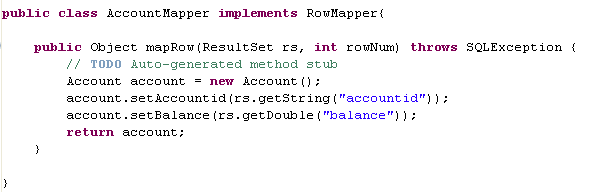 public class AccountMapper implements RowMapper{
public Object mapRow(ResultSet rs, int rowNum) throws SQLException {
// TODO Auto-generated method stub
Account account = new Account();
account.setAccountid(rs.getString("accountid"));
account.setBalance(rs.getDouble("balance"));
return account;
}
}